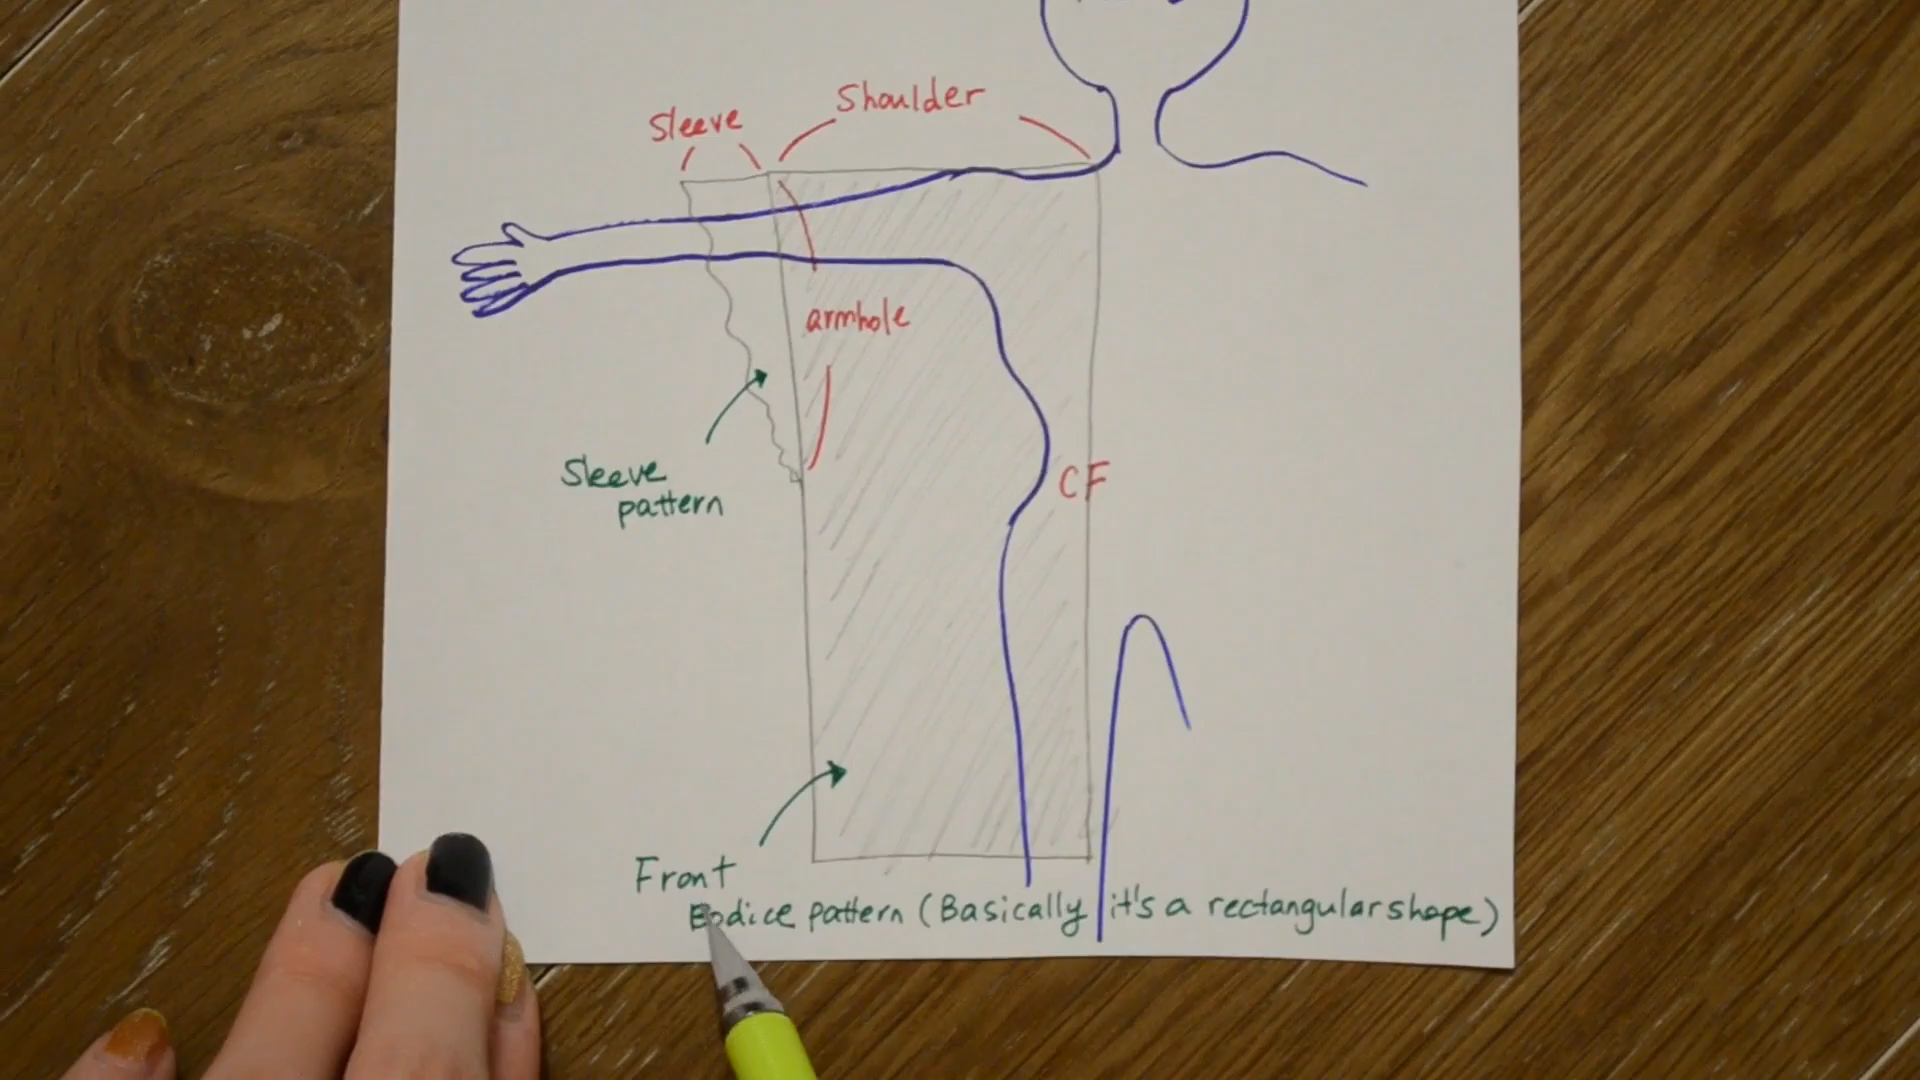 Shoulder
Sleeve
armhole
Sleeve
pattern
CF
Front
Bodice pattern (Basically it's a rectangular shape)